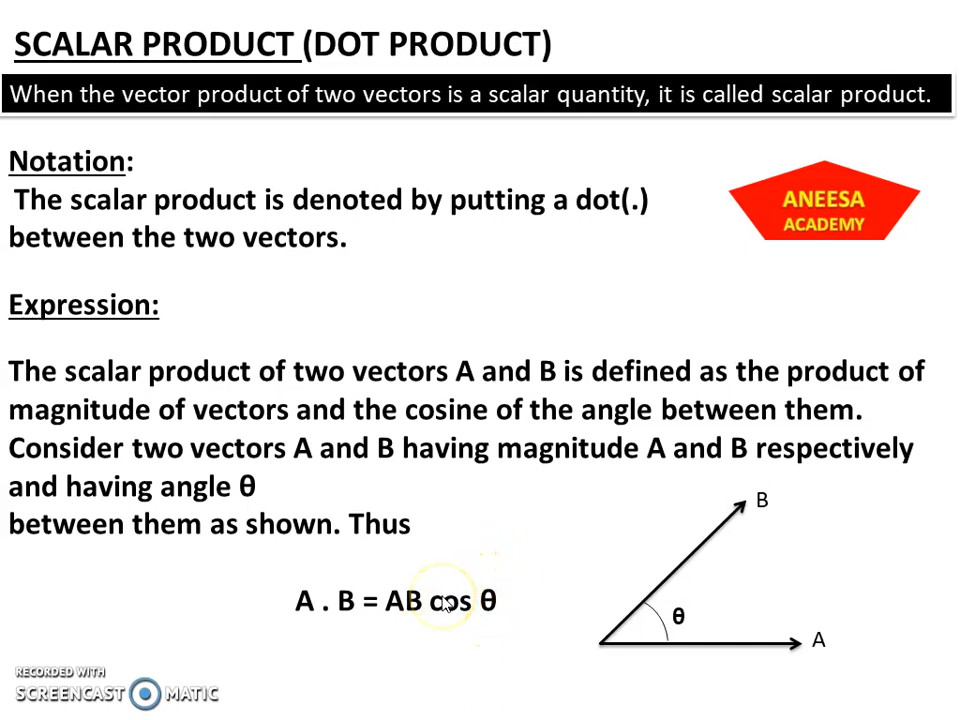 SCALAR PRODUCT (DOT PRODUCT)
When the vector product of two vectors is a scalar quantity, it is called scalar product.
Notation:
The scalar product is denoted by putting a dot(.)
between the two vectors.
ANEESA
ACADEMY
Expression:
The scalar product of two vectors A and B is defined as the product of
magnitude of vectors and the cosine of the angle between them.
Consider two vectors A and B having magnitude A and B respectively
and having angle θ
between them as shown. Thus
A . B = AB cos θ
B
θ
A
RECORDED WITH
SCREENCAST MATIC